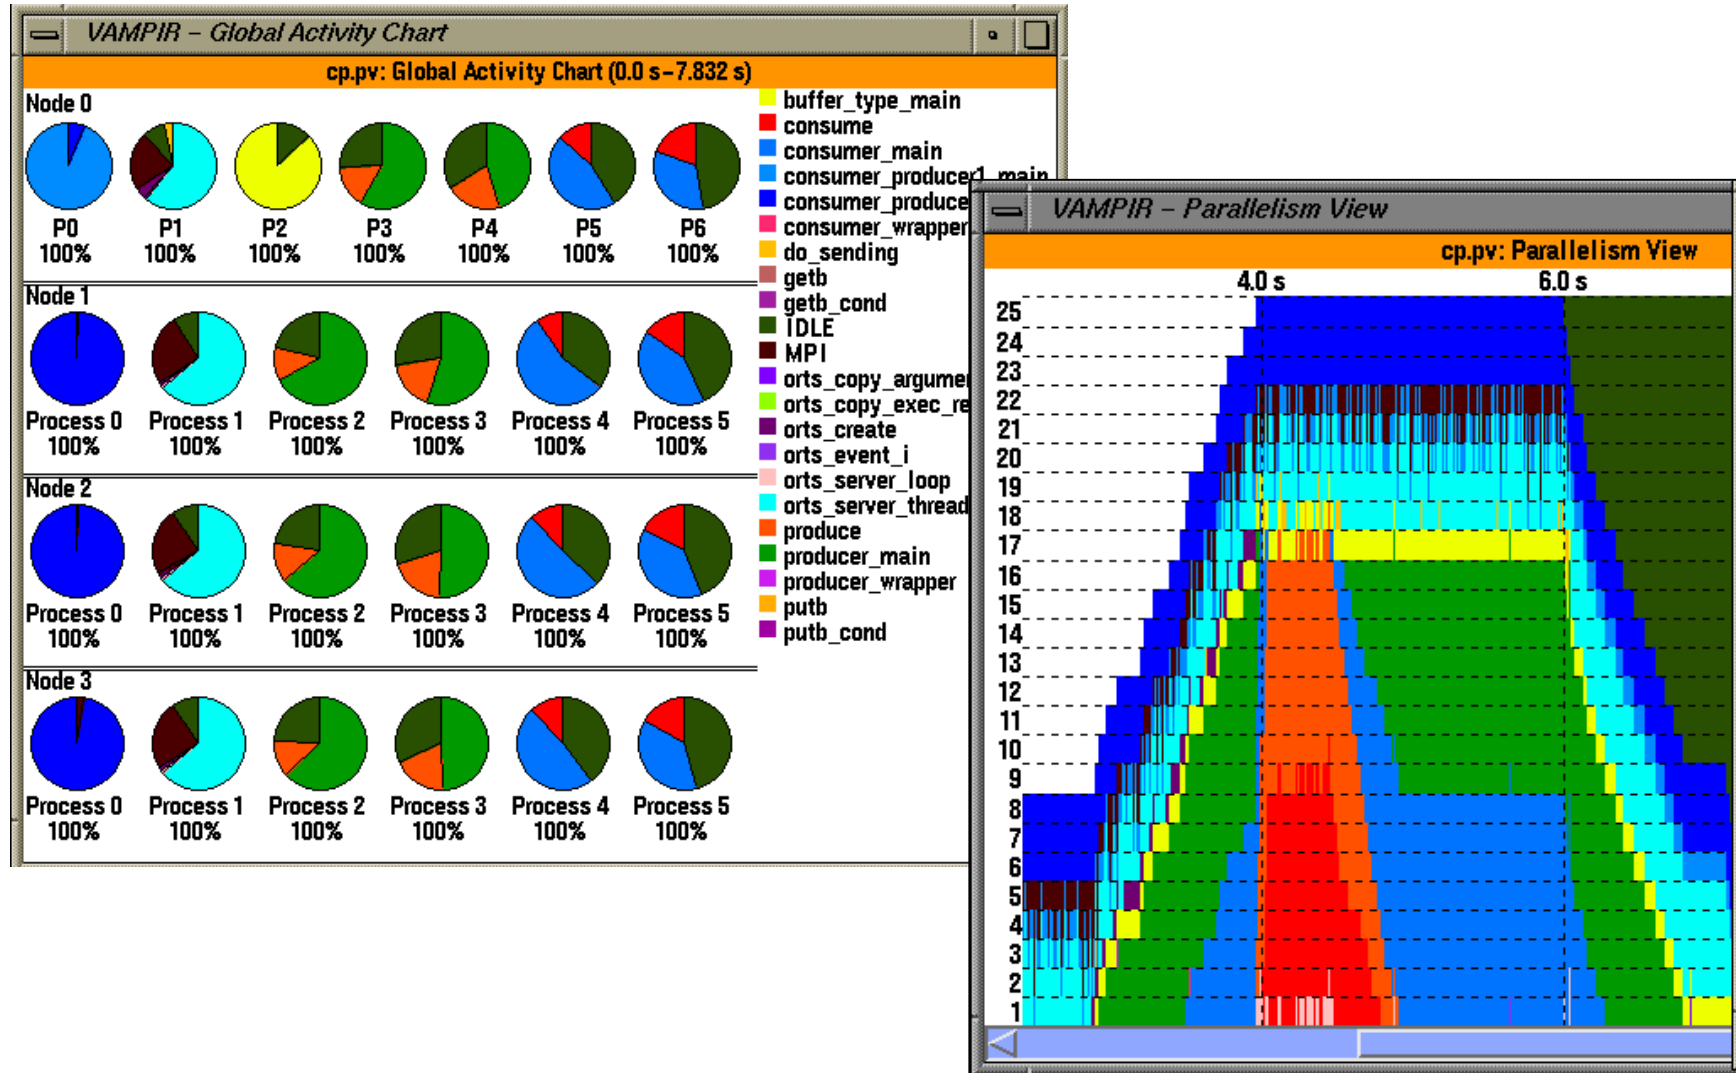 VAMPIR – Global Activity Chart
cp.pv: Global Activity Chart (0.0 s–7.832 s)
Node 0
P0 P1 P2 P3 P4 P5 P6
100% 100% 100% 100% 100% 100% 100%
Node 1
Process 0 Process 1 Process 2 Process 3 Process 4 Process 5
100% 100% 100% 100% 100% 100%
Node 2
Process 0 Process 1 Process 2 Process 3 Process 4 Process 5
100% 100% 100% 100% 100% 100%
Node 3
Process 0 Process 1 Process 2 Process 3 Process 4 Process 5
100% 100% 100% 100% 100% 100%
buffer_type_main
consume
consumer_main
consumer_producer1_main
consumer_produce
consumer_wrapper
do_sending
getb
getb_cond
IDLE
MPI
orts_copy_argume
orts_copy_exec_re
orts_create
orts_event_i
orts_server_loop
orts_server_thread
produce
producer_main
producer_wrapper
putb
putb_cond
VAMPIR – Parallelism View
cp.pv: Parallelism View
4.0 s 6.0 s
25
24
23
22
21
20
19
18
17
16
15
14
13
12
11
10
9
8
7
6
5
4
3
2
1